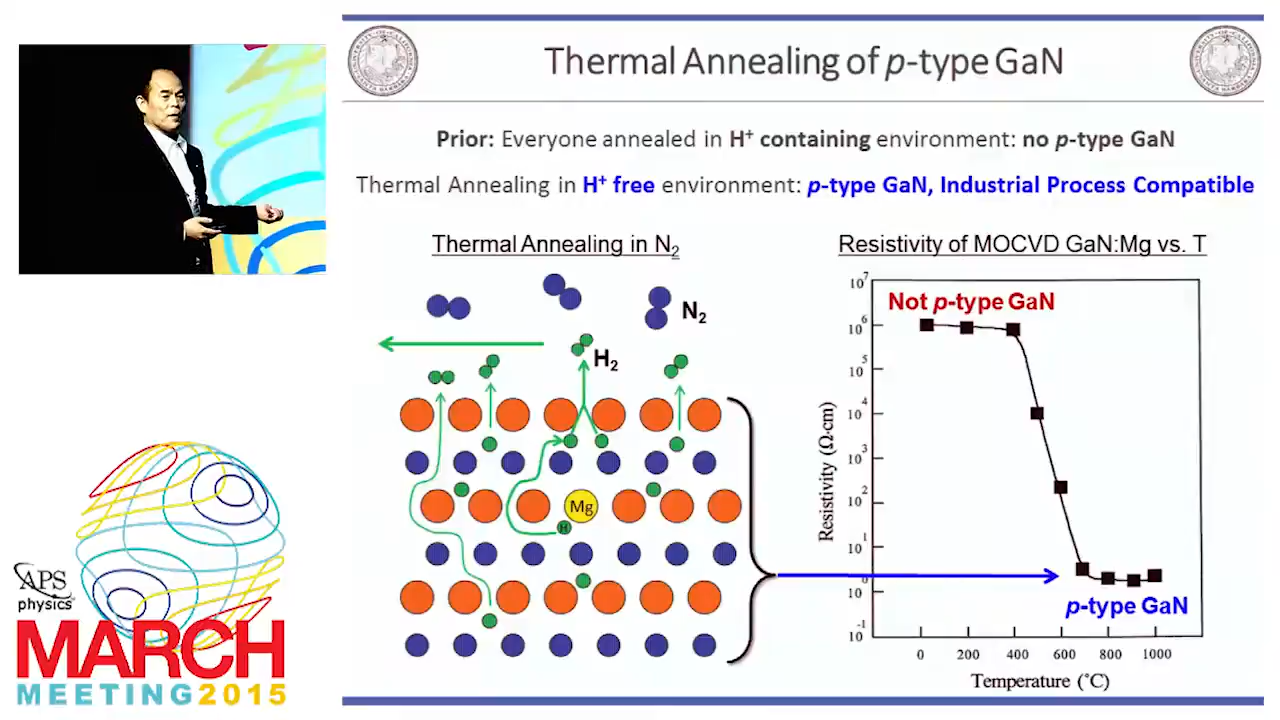 Thermal Annealing of p-type GaN
Prior: Everyone annealed in H+ containing environment: no p-type GaN
Thermal Annealing in H+ free environment: p-type GaN, Industrial Process Compatible
Thermal Annealing in N2
N2
H2
Mg
H
Resistivity of MOCVD GaN:Mg vs. T
Not p-type GaN
p-type GaN
Resistivity (Ω·cm)
10^7
10^6
10^5
10^4
10^3
10^2
10^1
10^0
10^-1
0 200 400 600 800 1000
Temperature (˚C)
APS
physics
MARCH
MEETING2015